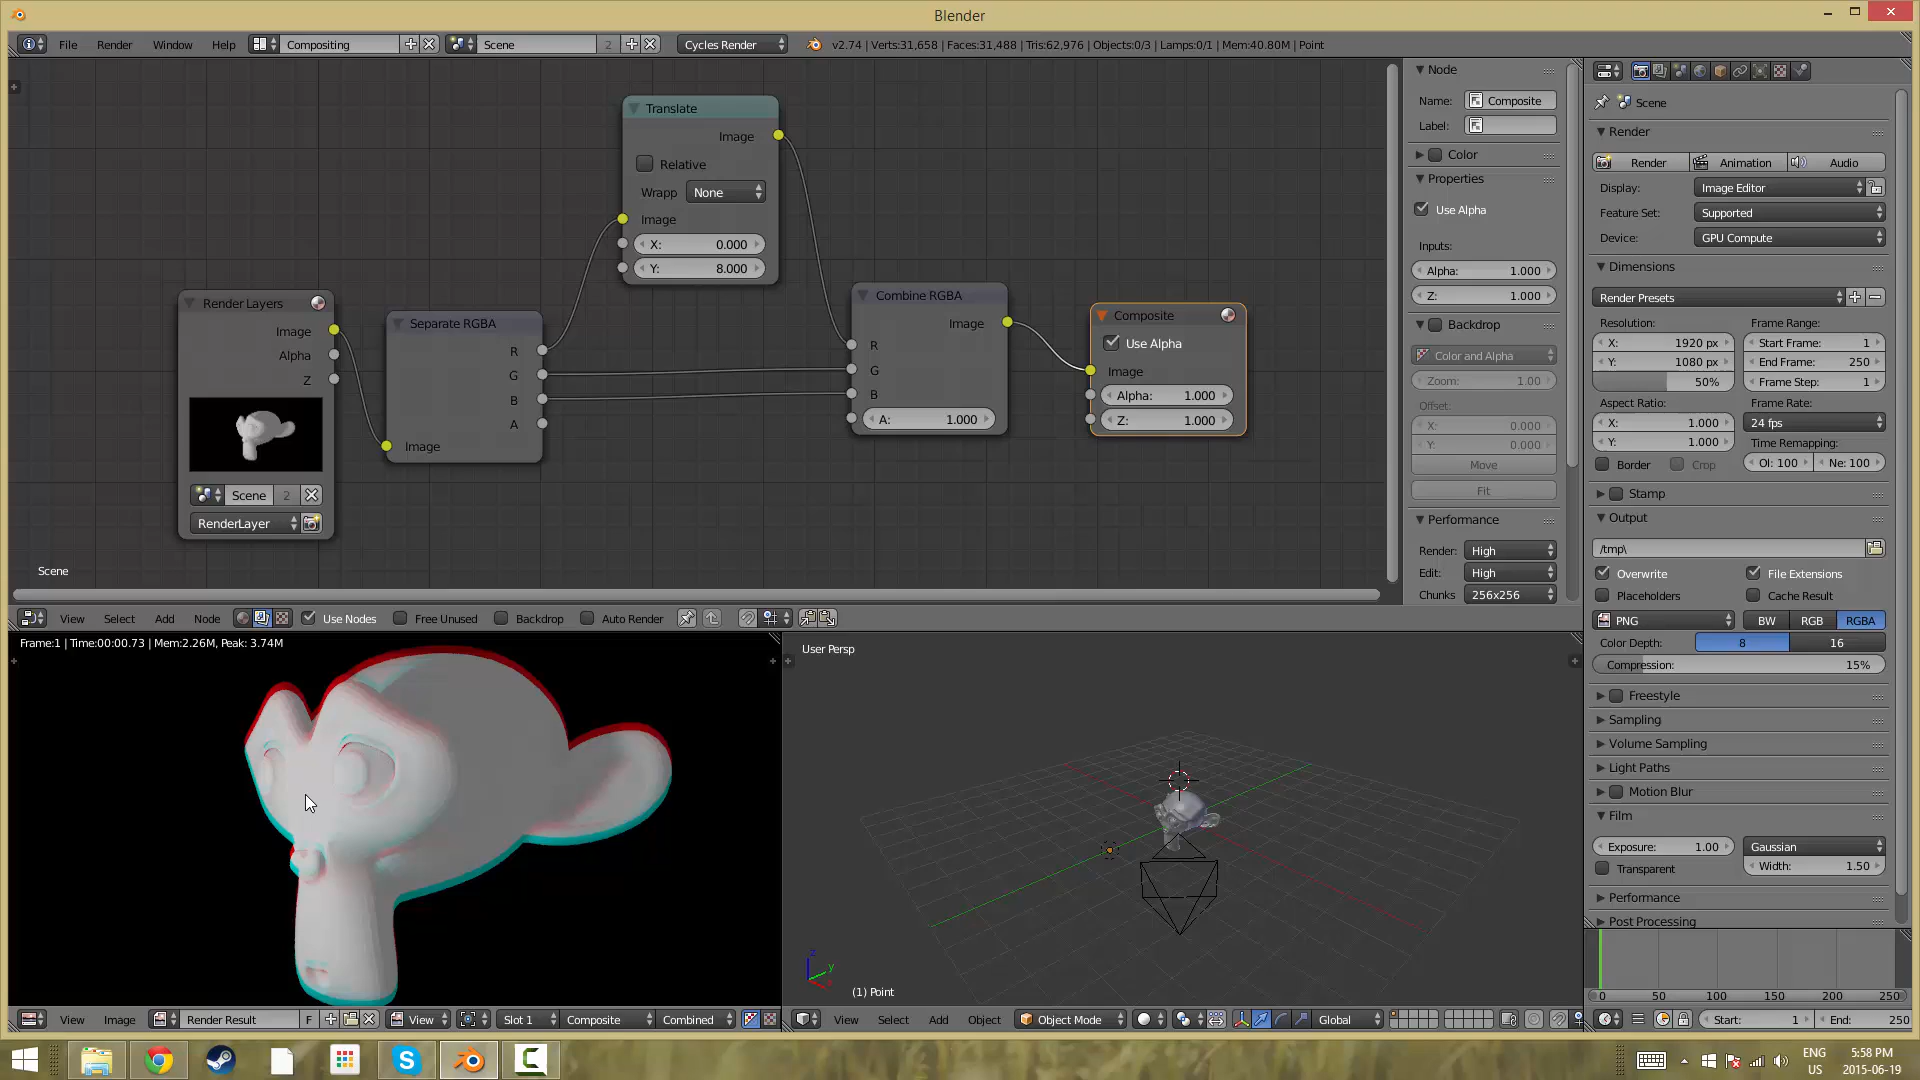 Blender
File Render Window Help Compositing Scene 2 Cycles Render v2.74 | Verts:31,658 | Faces:31,488 | Tris:62,976 | Objects:0/3 | Lamps:0/1 | Mem:40.80M | Point
Translate
Image
Relative
Wrapp None
Image
X: 0.000
Y: 8.000
Render Layers
Image
Alpha
Z
Scene 2
RenderLayer
Separate RGBA
R
G
B
A
Image
Combine RGBA
Image
R
G
B
A: 1.000
Composite
Use Alpha
Image
Alpha: 1.000
Z: 1.000
Scene
Node
Name: Composite
Label:
Color
Properties
Use Alpha
Inputs:
Alpha: 1.000
Z: 1.000
Backdrop
Color and Alpha
Zoom: 1.00
Offset:
X: 0.000
Y: 0.000
Move
Fit
Performance
Render: High
Edit: High
Chunks 256x256
View Select Add Node Use Nodes Free Unused Backdrop Auto Render
Scene
Render
Render Animation Audio
Display: Image Editor
Feature Set: Supported
Device: GPU Compute
Dimensions
Render Presets
Resolution: Frame Range:
X: 1920 px Start Frame: 1
Y: 1080 px End Frame: 250
50% Frame Step: 1
Aspect Ratio: Frame Rate:
X: 1.000 24 fps
Y: 1.000 Time Remapping:
Border Crop Ol: 100 Ne: 100
Stamp
Output
/tmp\
Overwrite File Extensions
Placeholders Cache Result
PNG BW RGB RGBA
Color Depth: 8 16
Compression: 15%
Freestyle
Sampling
Volume Sampling
Light Paths
Motion Blur
Film
Exposure: 1.00 Gaussian
Transparent Width: 1.50
Performance
Post Processing
Frame:1 | Time:00:00.73 | Mem:2.26M, Peak: 3.74M
User Persp
z
y
x
(1) Point
0 50 100 150 200 250
View Image Render Result F View Slot 1 Composite Combined
View Select Add Object Object Mode Global
Start: 1 End: 250
ENG
US
5:58 PM
2015-06-19